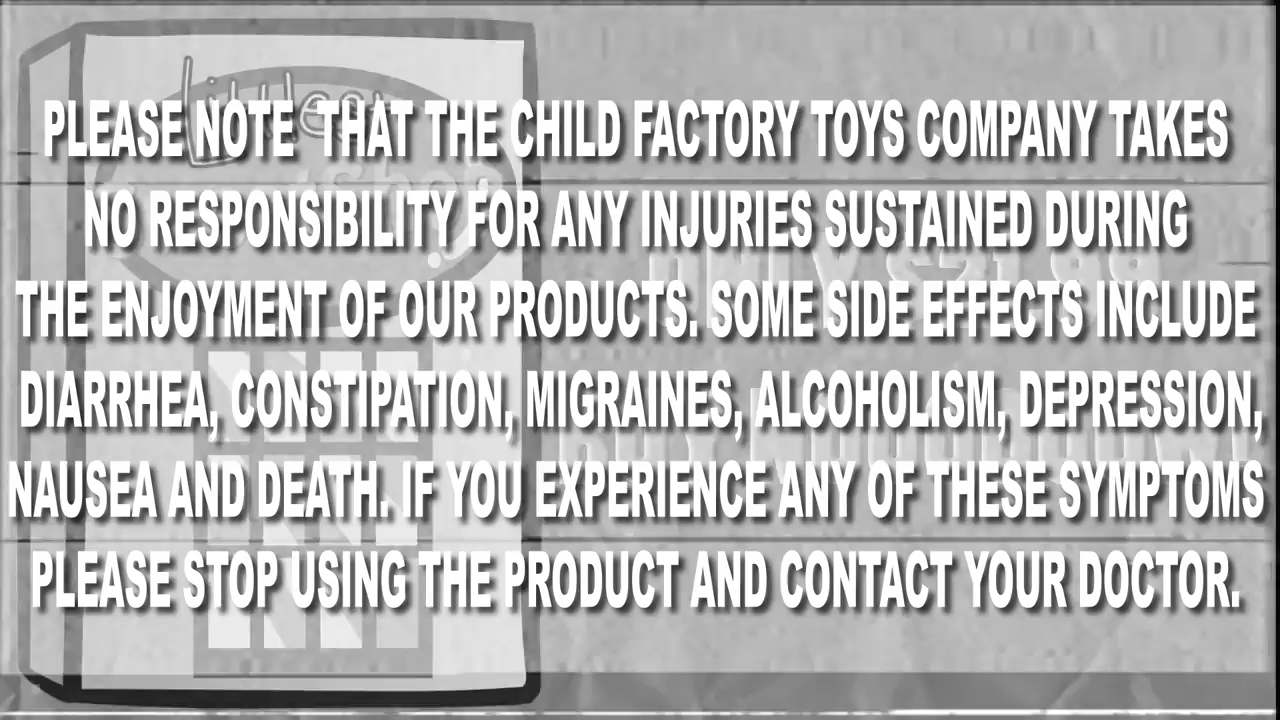 Littlest
PLEASE NOTE THAT THE CHILD FACTORY TOYS COMPANY TAKES
NO RESPONSIBILITY FOR ANY INJURIES SUSTAINED DURING
THE ENJOYMENT OF OUR PRODUCTS. SOME SIDE EFFECTS INCLUDE
DIARRHEA, CONSTIPATION, MIGRAINES, ALCOHOLISM, DEPRESSION,
NAUSEA AND DEATH. IF YOU EXPERIENCE ANY OF THESE SYMPTOMS
PLEASE STOP USING THE PRODUCT AND CONTACT YOUR DOCTOR.